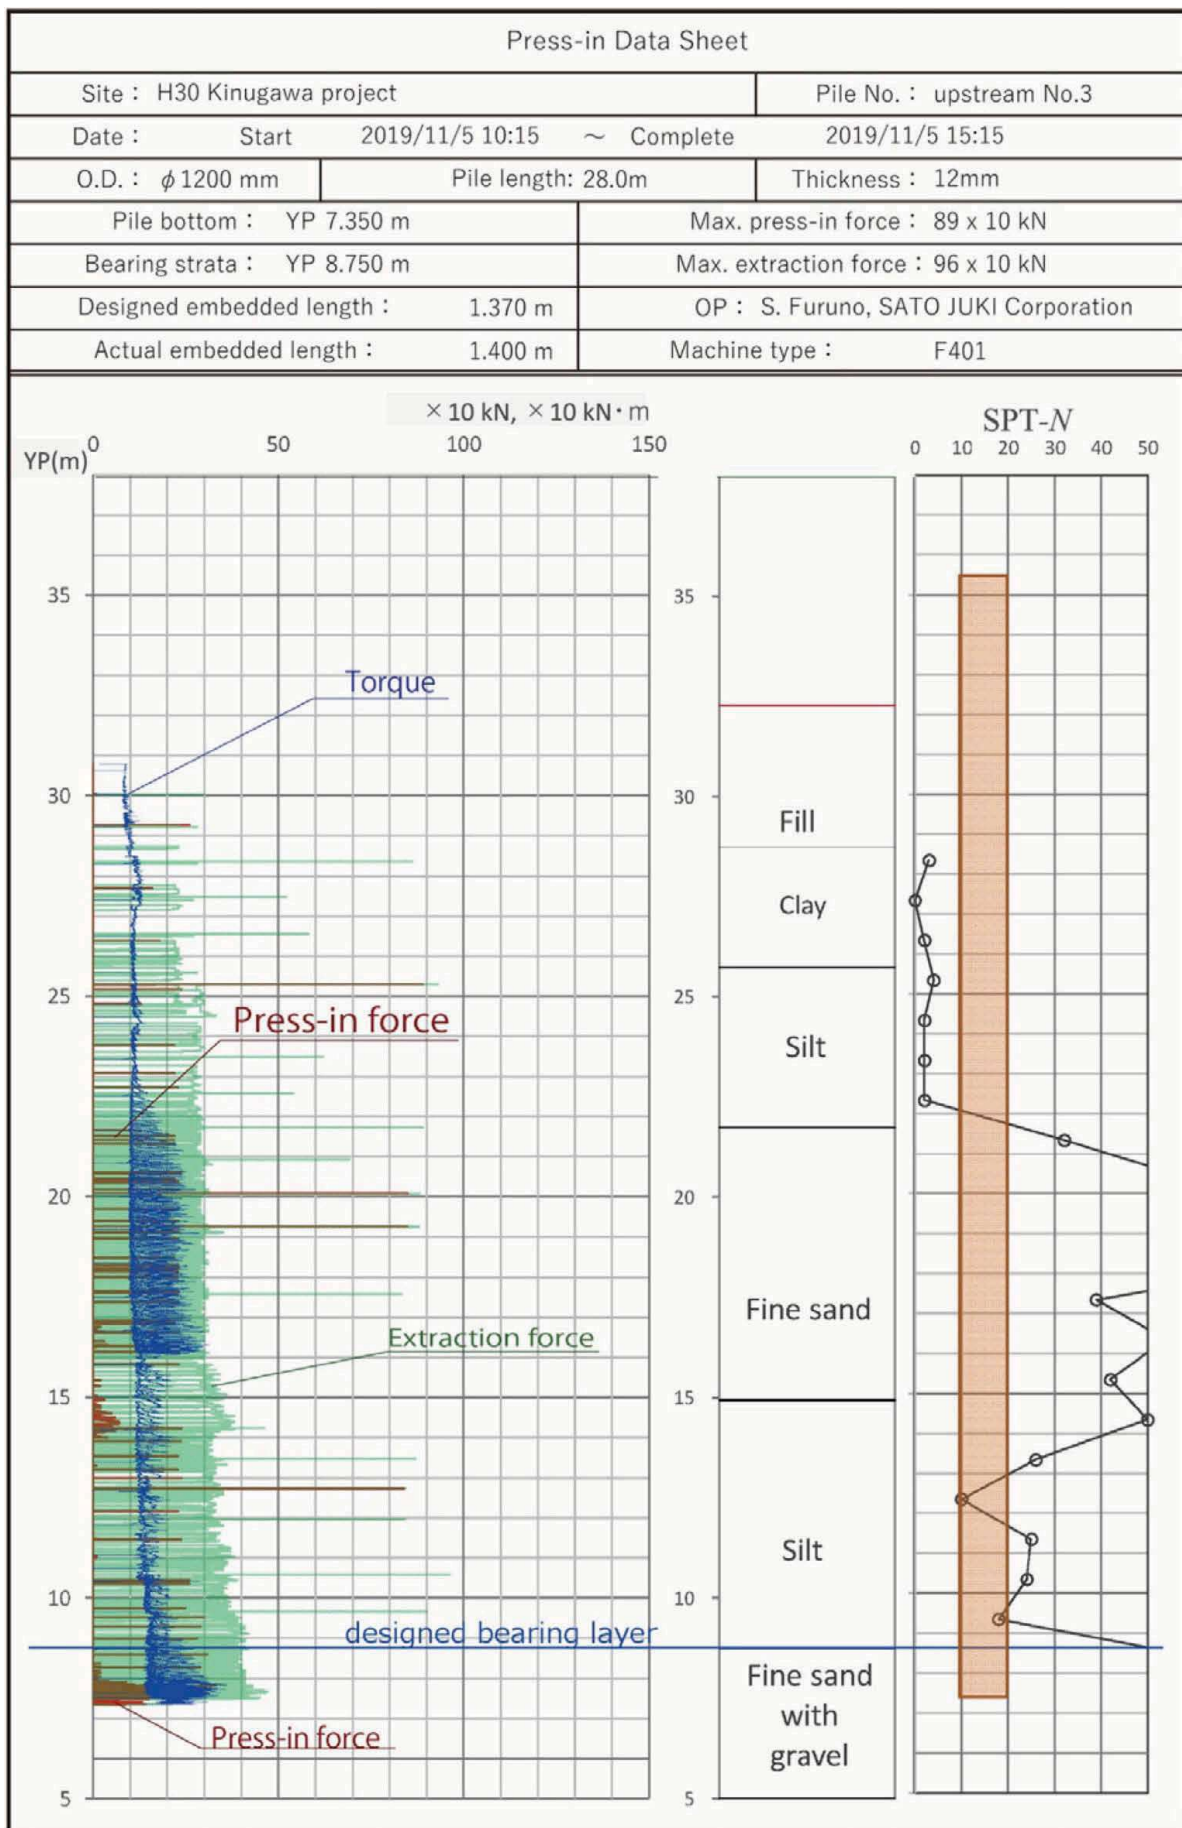 Press-in Data Sheet
Site： H30 Kinugawa project Pile No.： upstream No.3
Date： Start 2019/11/5 10:15 ～ Complete 2019/11/5 15:15
O.D.： φ1200 mm Pile length: 28.0m Thickness： 12mm
Pile bottom： YP 7.350 m Max. press-in force： 89 x 10 kN
Bearing strata： YP 8.750 m Max. extraction force： 96 x 10 kN
Designed embedded length： 1.370 m OP： S. Furuno, SATO JUKI Corporation
Actual embedded length： 1.400 m Machine type： F401
×10 kN, ×10 kN･m
SPT-N
YP(m) 0 50 100 150
0 10 20 30 40 50
35 35
Torque
30 30
Fill
Clay
25 25
Press-in force
Silt
20 20
Fine sand
Extraction force
15 15
Silt
10 10
designed bearing layer
Fine sand
with
gravel
Press-in force
5 5